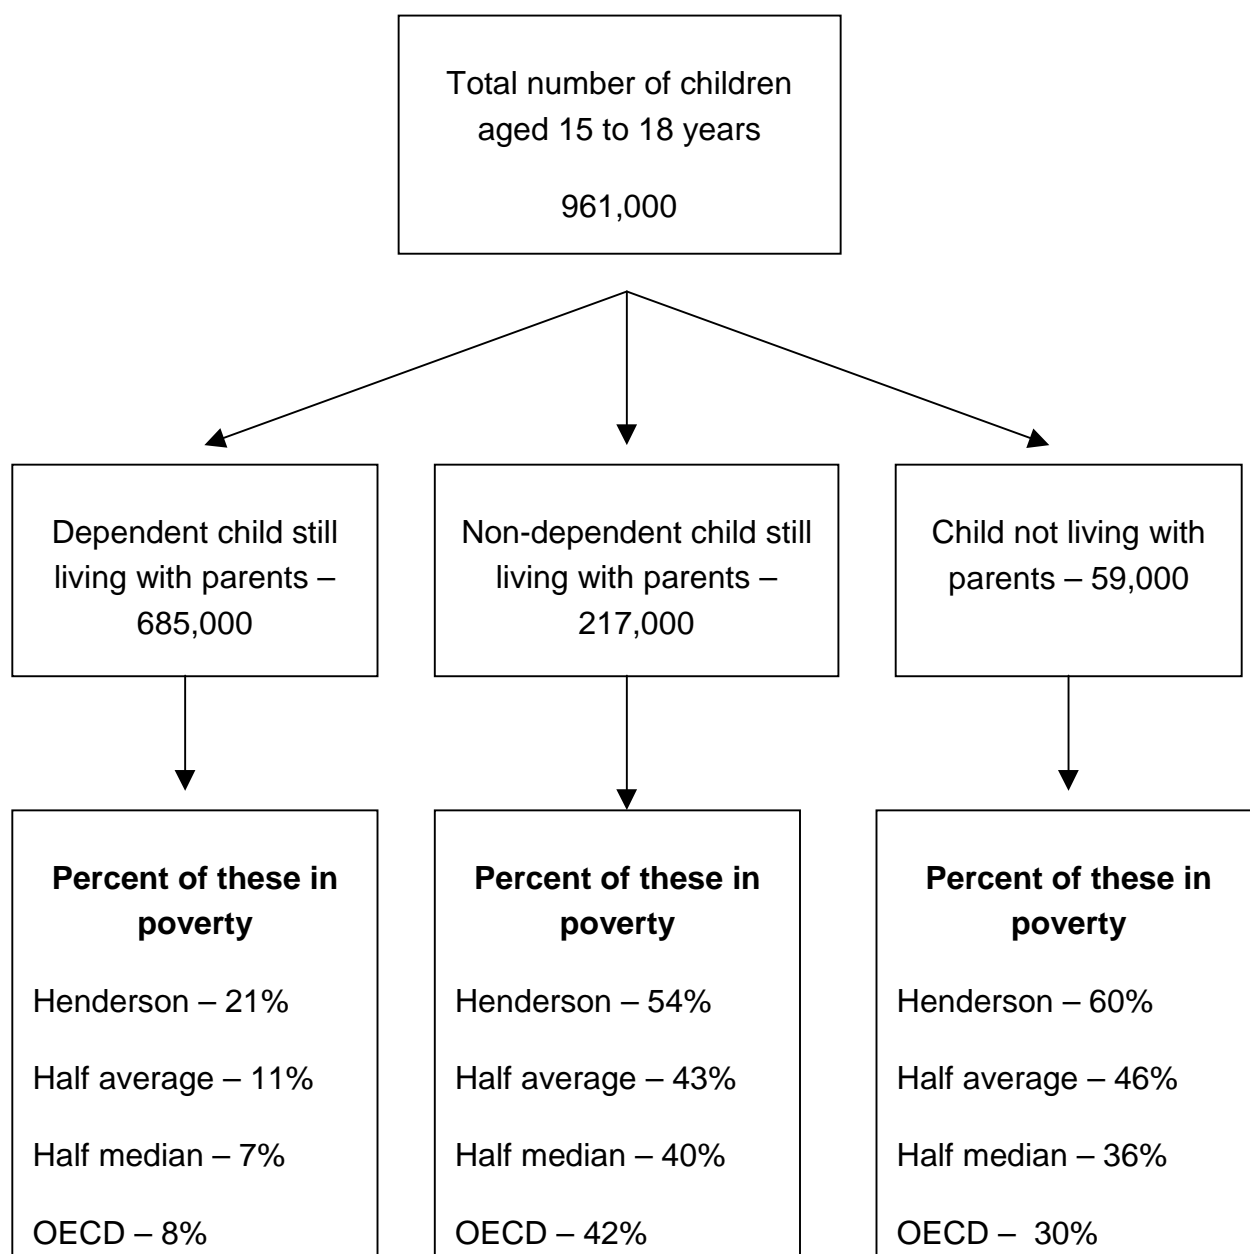 Total number of children
aged 15 to 18 years
961,000
Dependent child still
living with parents –
685,000
Non-dependent child still
living with parents –
217,000
Child not living with
parents – 59,000
Percent of these in
poverty
Henderson – 21%
Half average – 11%
Half median – 7%
OECD – 8%
Percent of these in
poverty
Henderson – 54%
Half average – 43%
Half median – 40%
OECD – 42%
Percent of these in
poverty
Henderson – 60%
Half average – 46%
Half median – 36%
OECD –  30%